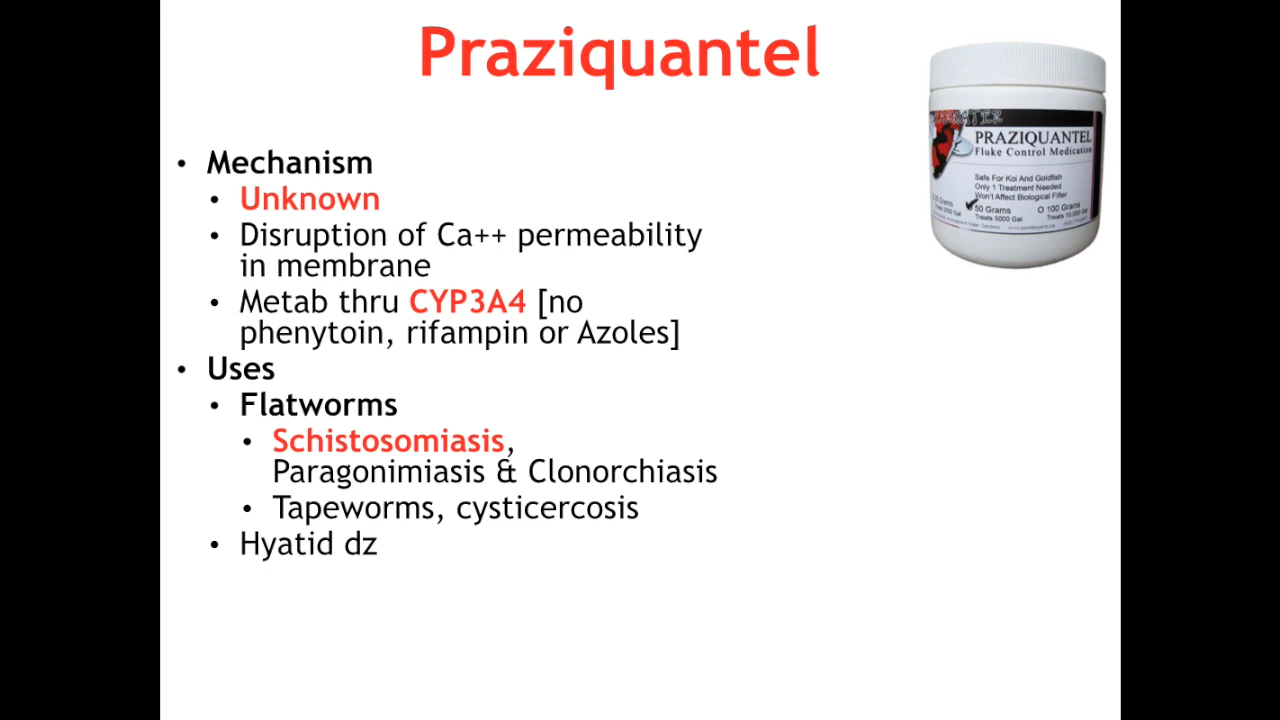 Praziquantel
• Mechanism
• Unknown
• Disruption of Ca++ permeability
in membrane
• Metab thru CYP3A4 [no
phenytoin, rifampin or Azoles]
• Uses
• Flatworms
• Schistosomiasis,
Paragonimiasis & Clonorchiasis
• Tapeworms, cysticercosis
• Hyatid dz
PRAZIQUANTEL
Fluke Control Medication
Safe For Koi And Goldfish
Only 1 Treatment Needed
Won't Affect Biological Filter
50 Grams
Treats 5000 Gal
100 Grams
Treats 10,000 Gal